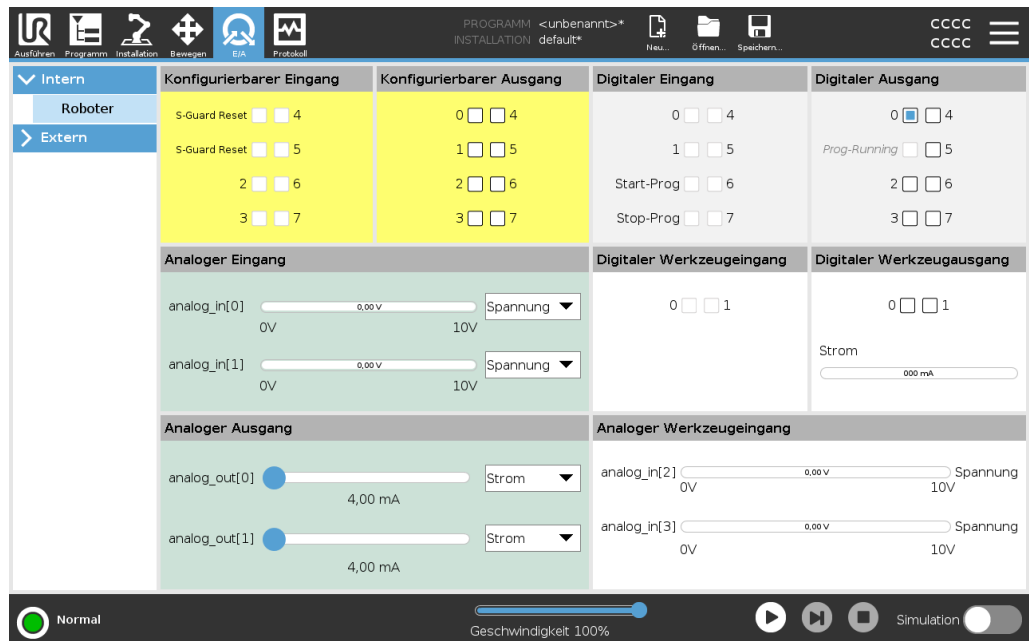 PROGRAMM <unbenannt>*
INSTALLATION default*
CCCC
CCCC
Ausführen Programm Installation Bewegen E/A Protokoll Neu... Öffnen... Speichern...
Intern
Roboter
Extern
Konfigurierbarer Eingang
S-Guard Reset 4
S-Guard Reset 5
2 6
3 7
Konfigurierbarer Ausgang
0 4
1 5
2 6
3 7
Digitaler Eingang
0 4
1 5
Start-Prog 6
Stop-Prog 7
Digitaler Ausgang
0 4
Prog-Running 5
2 6
3 7
Analoger Eingang
analog_in[0] 0,00 V Spannung
0V 10V
analog_in[1] 0,00 V Spannung
0V 10V
Digitaler Werkzeugeingang
0 1
Digitaler Werkzeugausgang
0 1
Strom
000 mA
Analoger Ausgang
analog_out[0] Strom
4,00 mA
analog_out[1] Strom
4,00 mA
Analoger Werkzeugeingang
analog_in[2] 0,00 V Spannung
0V 10V
analog_in[3] 0,00 V Spannung
0V 10V
Normal
Geschwindigkeit 100%
Simulation